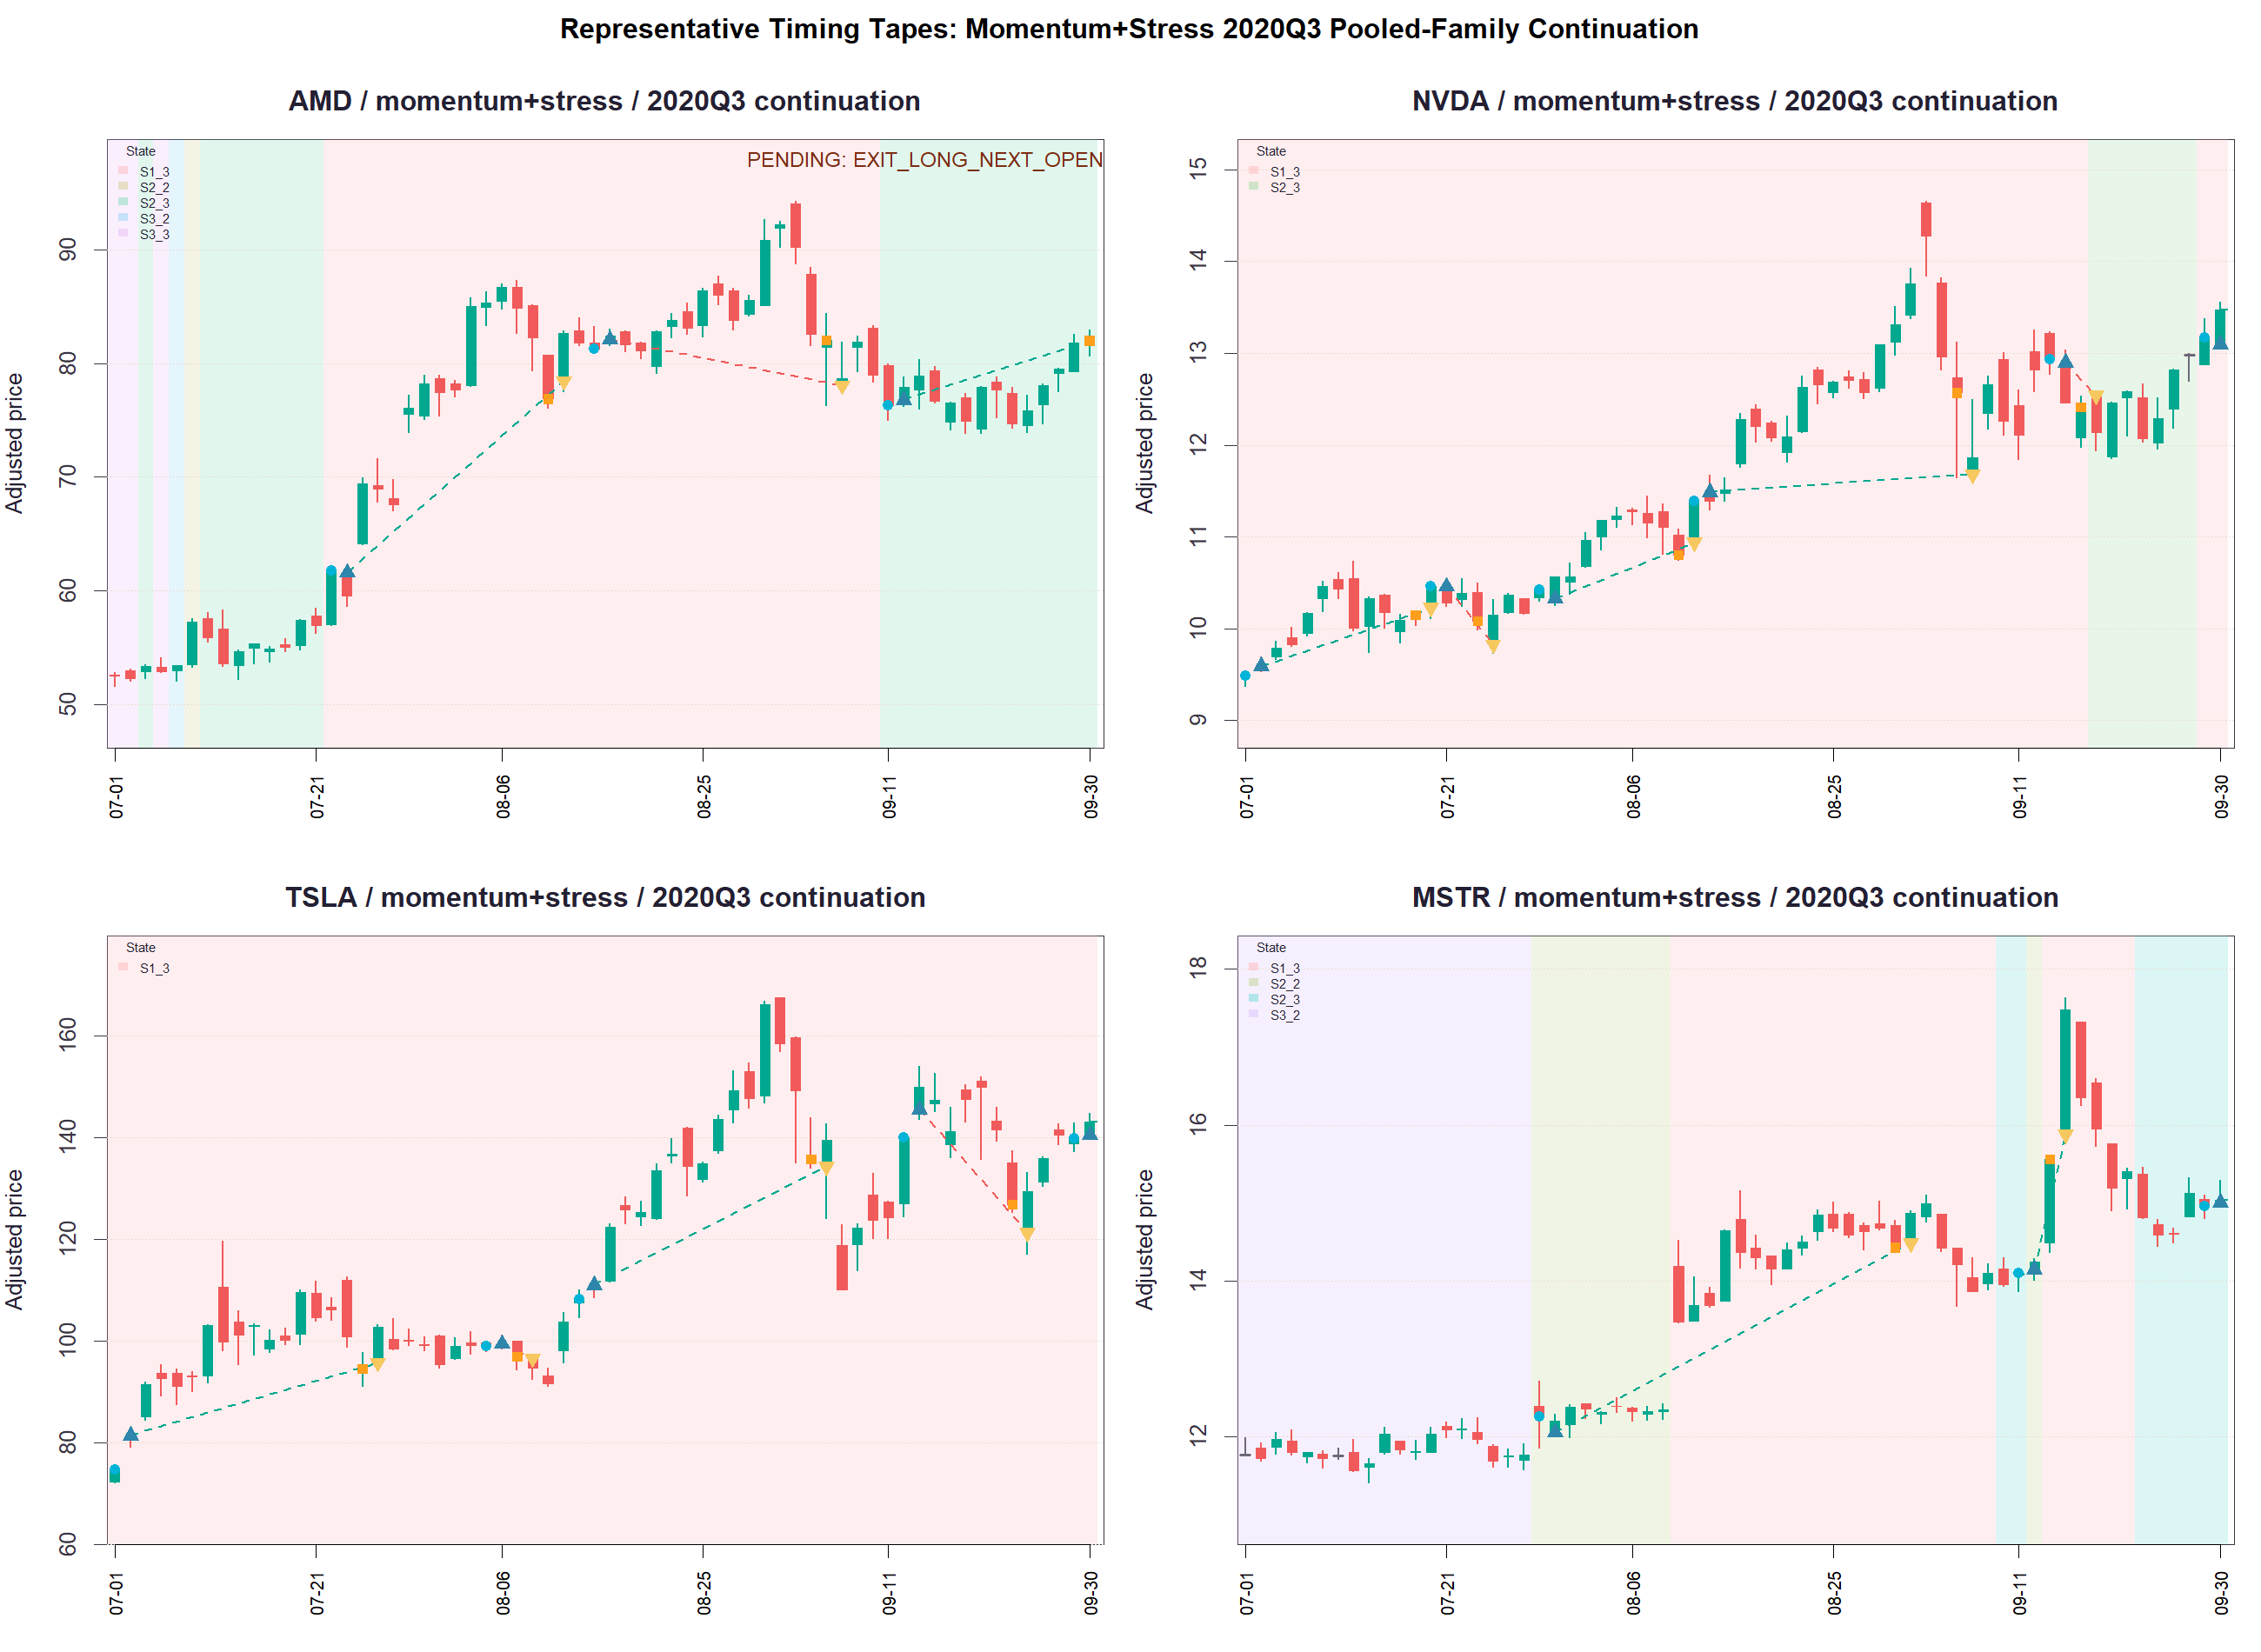 Representative Timing Tapes: Momentum+Stress 2020Q3 Pooled-Family Continuation
AMD / momentum+stress / 2020Q3 continuation
State
S1_3
S2_2
S2_3
S3_2
S3_3
PENDING: EXIT_LONG_NEXT_OPEN
Adjusted price
90
80
70
60
50
07-01
07-21
08-06
08-25
09-11
09-30
NVDA / momentum+stress / 2020Q3 continuation
State
S1_3
S2_3
Adjusted price
15
14
13
12
11
10
9
07-01
07-21
08-06
08-25
09-11
09-30
TSLA / momentum+stress / 2020Q3 continuation
State
S1_3
Adjusted price
160
140
120
100
80
60
07-01
07-21
08-06
08-25
09-11
09-30
MSTR / momentum+stress / 2020Q3 continuation
State
S1_3
S2_2
S2_3
S3_2
Adjusted price
18
16
14
12
07-01
07-21
08-06
08-25
09-11
09-30